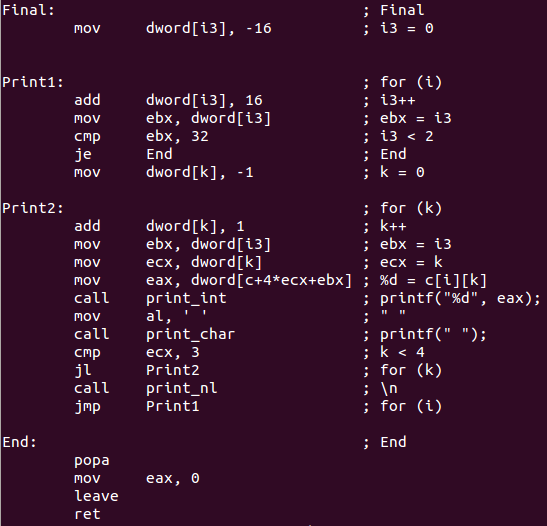 Final:                                  ; Final
        mov     dword[i3], -16          ; i3 = 0
Print1:                                 ; for (i)
        add     dword[i3], 16           ; i3++
        mov     ebx, dword[i3]          ; ebx = i3
        cmp     ebx, 32                 ; i3 < 2
        je      End                     ; End
        mov     dword[k], -1            ; k = 0
Print2:                                 ; for (k)
        add     dword[k], 1             ; k++
        mov     ebx, dword[i3]          ; ebx = i3
        mov     ecx, dword[k]           ; ecx = k
        mov     eax, dword[c+4*ecx+ebx] ; %d = c[i][k]
        call    print_int               ; printf("%d", eax);
        mov     al, ' '                 ; " "
        call    print_char              ; printf(" ");
        cmp     ecx, 3                  ; k < 4
        jl      Print2                  ; for (k)
        call    print_nl                ; \n
        jmp     Print1                  ; for (i)
End:                                    ; End
        popa
        mov     eax, 0
        leave
        ret